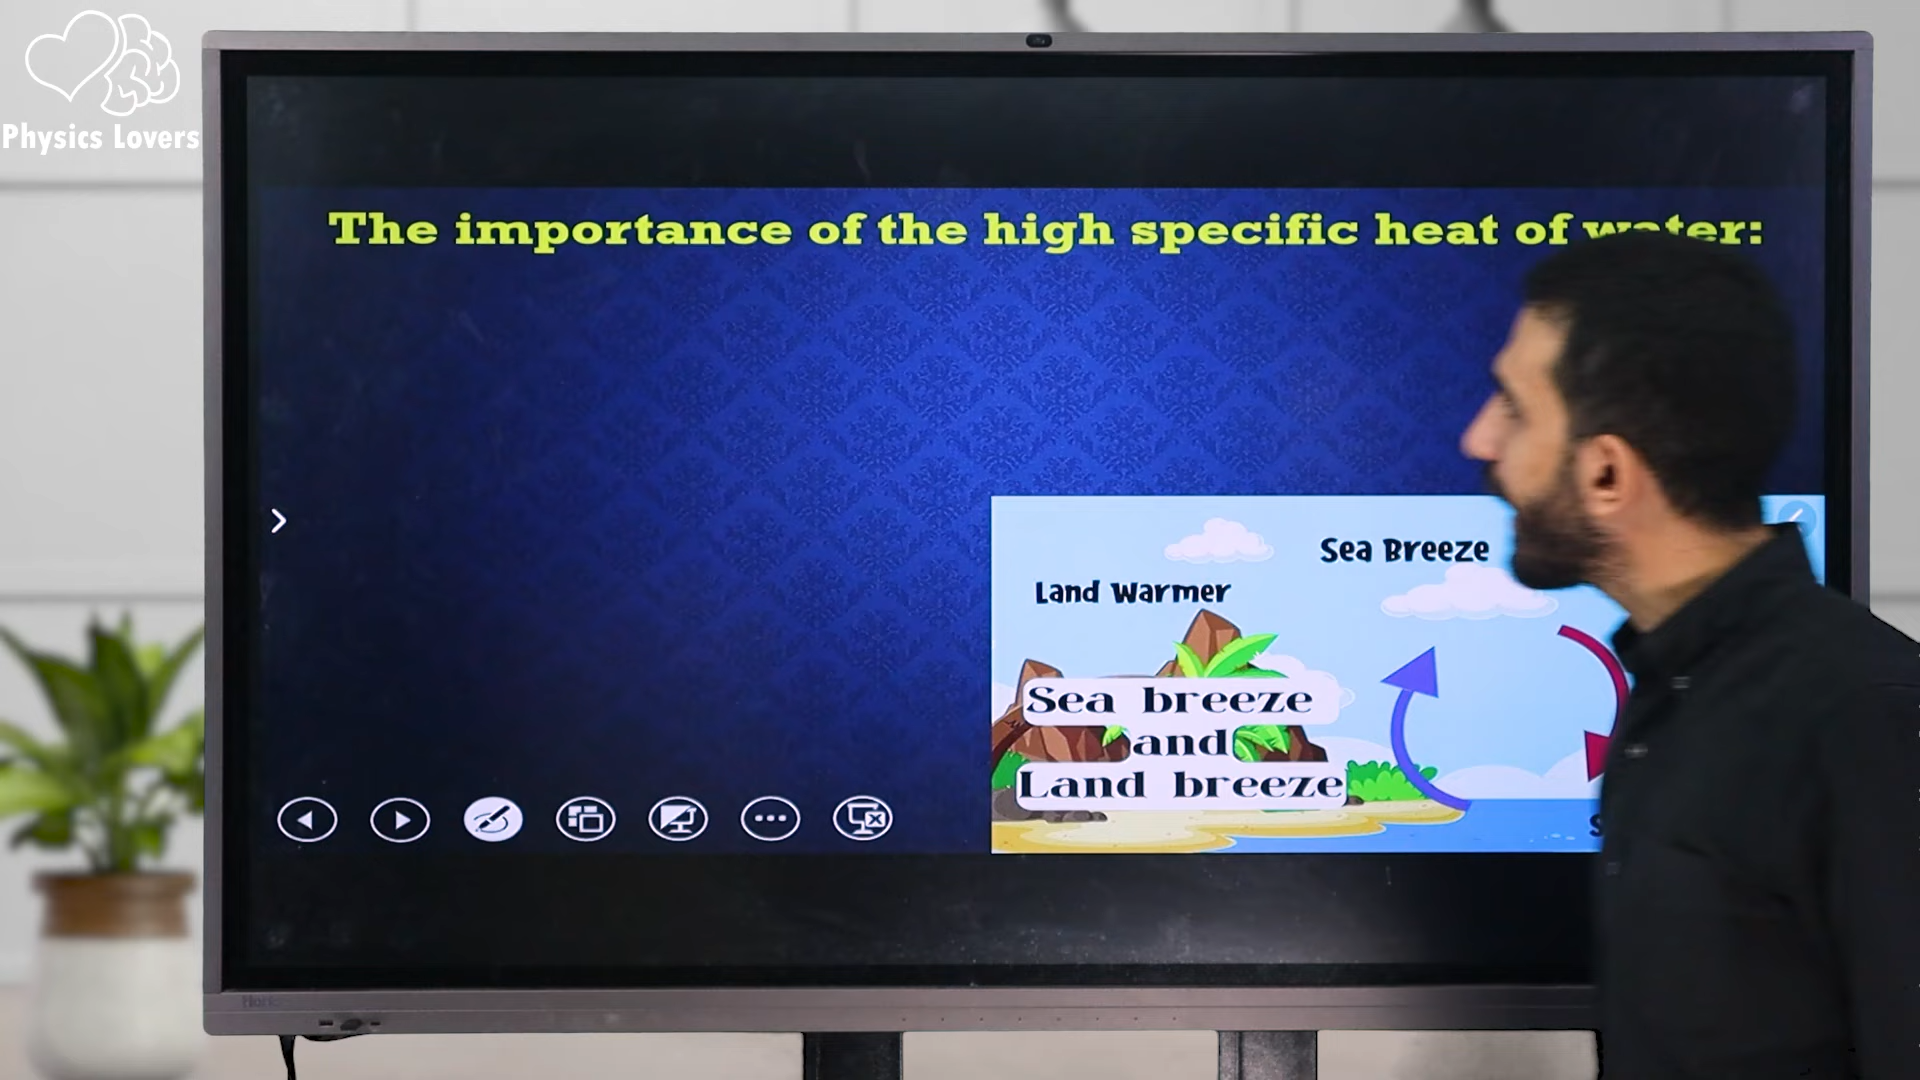 Physics Lovers
The importance of the high specific heat of water:
Sea Breeze
Land Warmer
Sea breeze
and
Land breeze